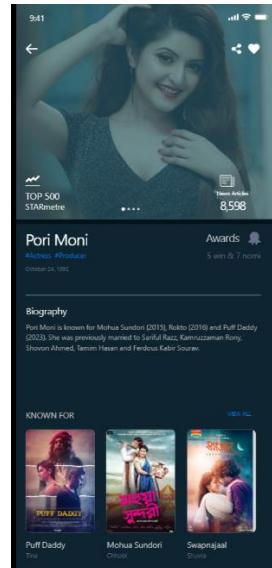 9:41
TOP 500
STARmetre
News Articles
8,598
Pori Moni
Awards
#Actress #Producer
5 win & 7 nomi
October 24, 1992
Biography
Pori Moni is known for Mohua Sundori (2015), Rokto (2016) and Puff Daddy
(2023). She was previously married to Sariful Razz, Kamruzzaman Rony,
Shovon Ahmed, Tamim Hasan and Ferdous Kabir Sourav.
KNOWN FOR
VIEW ALL
PUFF DADDY
মহুয়া
সুন্দরী
Puff Daddy
Mohua Sundori
Swapnajaal
Tina
Chhobi
Shuvra